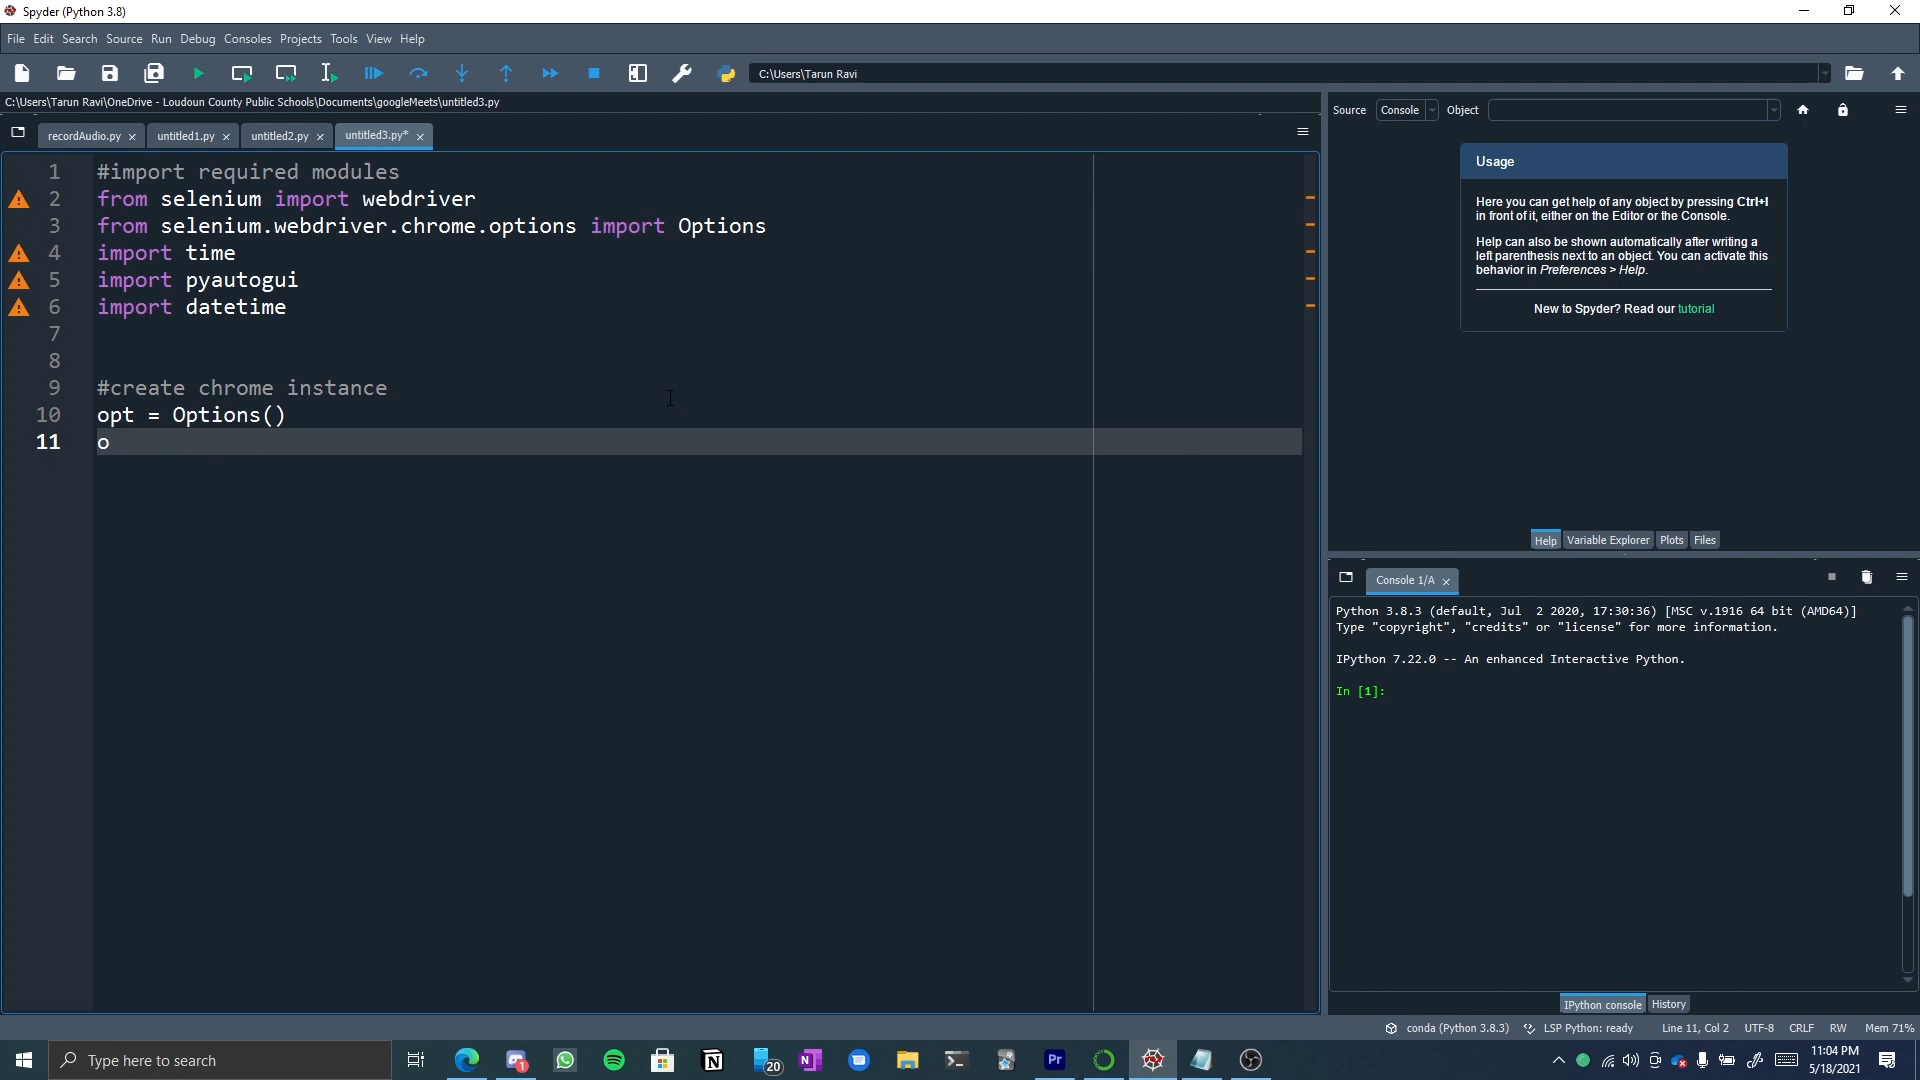 Spyder (Python 3.8)
File Edit Search Source Run Debug Consoles Projects Tools View Help
C:\Users\Tarun Ravi
C:\Users\Tarun Ravi\OneDrive - Loudoun County Public Schools\Documents\googleMeets\untitled3.py
recordAudio.py untitled1.py untitled2.py untitled3.py*
1 #import required modules
2 from selenium import webdriver
3 from selenium.webdriver.chrome.options import Options
4 import time
5 import pyautogui
6 import datetime
7
8
9 #create chrome instance
10 opt = Options()
11 o
Source Console Object
Usage
Here you can get help of any object by pressing Ctrl+I
in front of it, either on the Editor or the Console.
Help can also be shown automatically after writing a
left parenthesis next to an object. You can activate this
behavior in Preferences > Help.
New to Spyder? Read our tutorial
Help Variable Explorer Plots Files
Console 1/A
Python 3.8.3 (default, Jul 2 2020, 17:30:36) [MSC v.1916 64 bit (AMD64)]
Type "copyright", "credits" or "license" for more information.
IPython 7.22.0 -- An enhanced Interactive Python.
In [1]:
IPython console History
conda (Python 3.8.3) LSP Python: ready Line 11, Col 2 UTF-8 CRLF RW Mem 71%
Type here to search
1
20
Pr
11:04 PM
5/18/2021